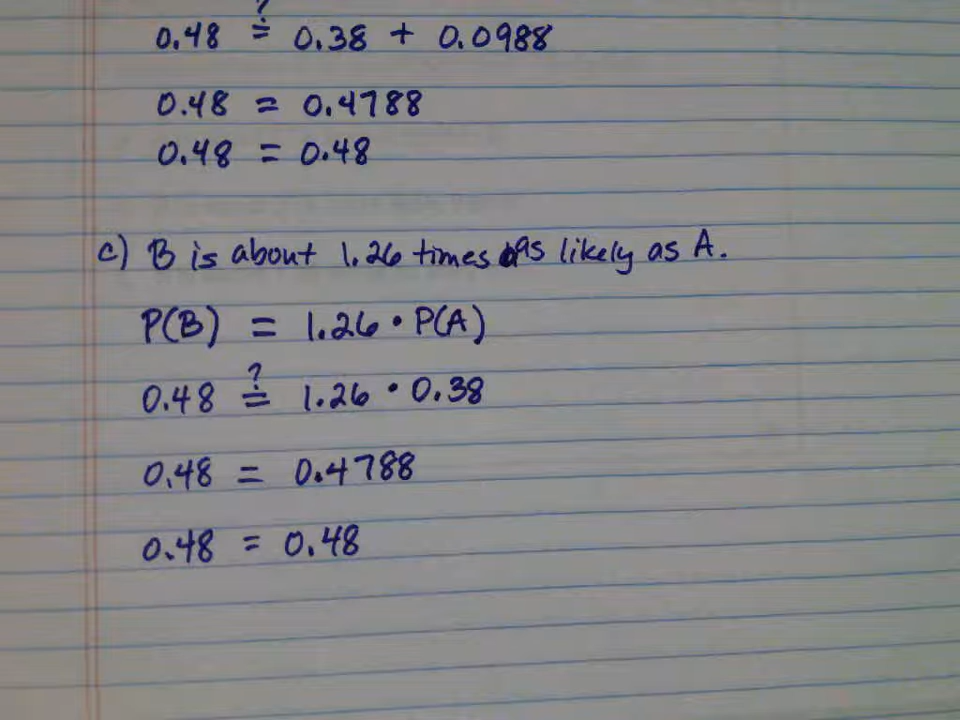 0.48 ≟ 0.38 + 0.0988
0.48 = 0.4788
0.48 = 0.48
c) B is about 1.26 times as likely as A.
P(B) = 1.26 • P(A)
0.48 ≟ 1.26 • 0.38
0.48 = 0.4788
0.48 = 0.48